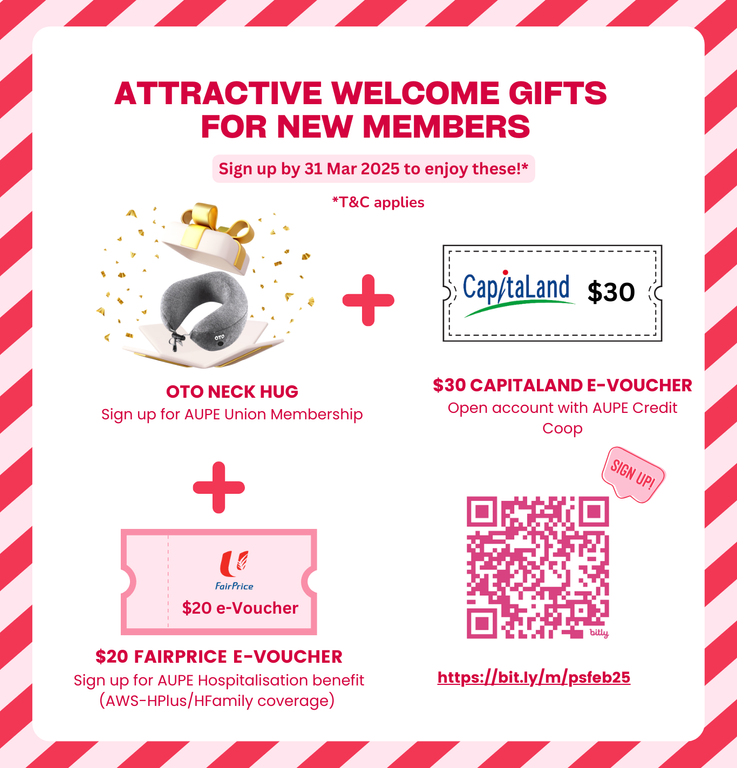 ATTRACTIVE WELCOME GIFTS
FOR NEW MEMBERS
Sign up by 31 Mar 2025 to enjoy these!*
*T&C applies
OTO
CapitaLand $30
OTO NECK HUG
Sign up for AUPE Union Membership
$30 CAPITALAND E-VOUCHER
Open account with AUPE Credit
Coop
SIGN UP!
FairPrice
$20 e-Voucher
bitly
$20 FAIRPRICE E-VOUCHER
Sign up for AUPE Hospitalisation benefit
(AWS-HPlus/HFamily coverage)
https://bit.ly/m/psfeb25